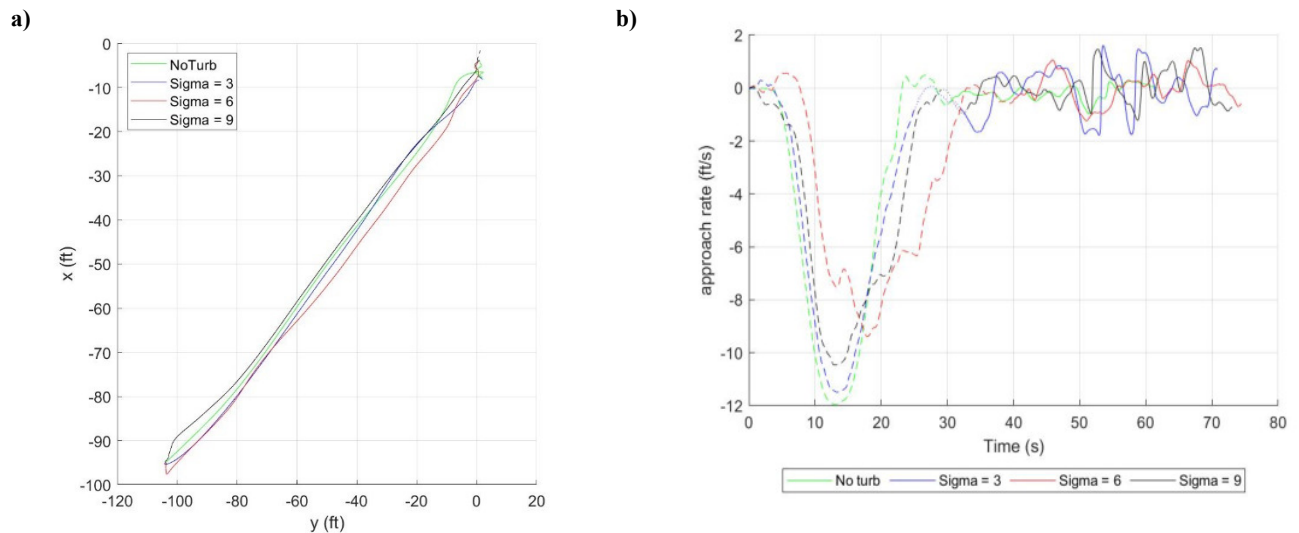 a)
0
-10
-20
-30
-40
-50
-60
-70
-80
-90
-100
x (ft)
NoTurb
Sigma = 3
Sigma = 6
Sigma = 9
-120 -100 -80 -60 -40 -20 0 20
y (ft)
b)
2
0
-2
-4
-6
-8
-10
-12
approach rate (ft/s)
0 10 20 30 40 50 60 70 80
Time (s)
No turb Sigma = 3 Sigma = 6 Sigma = 9